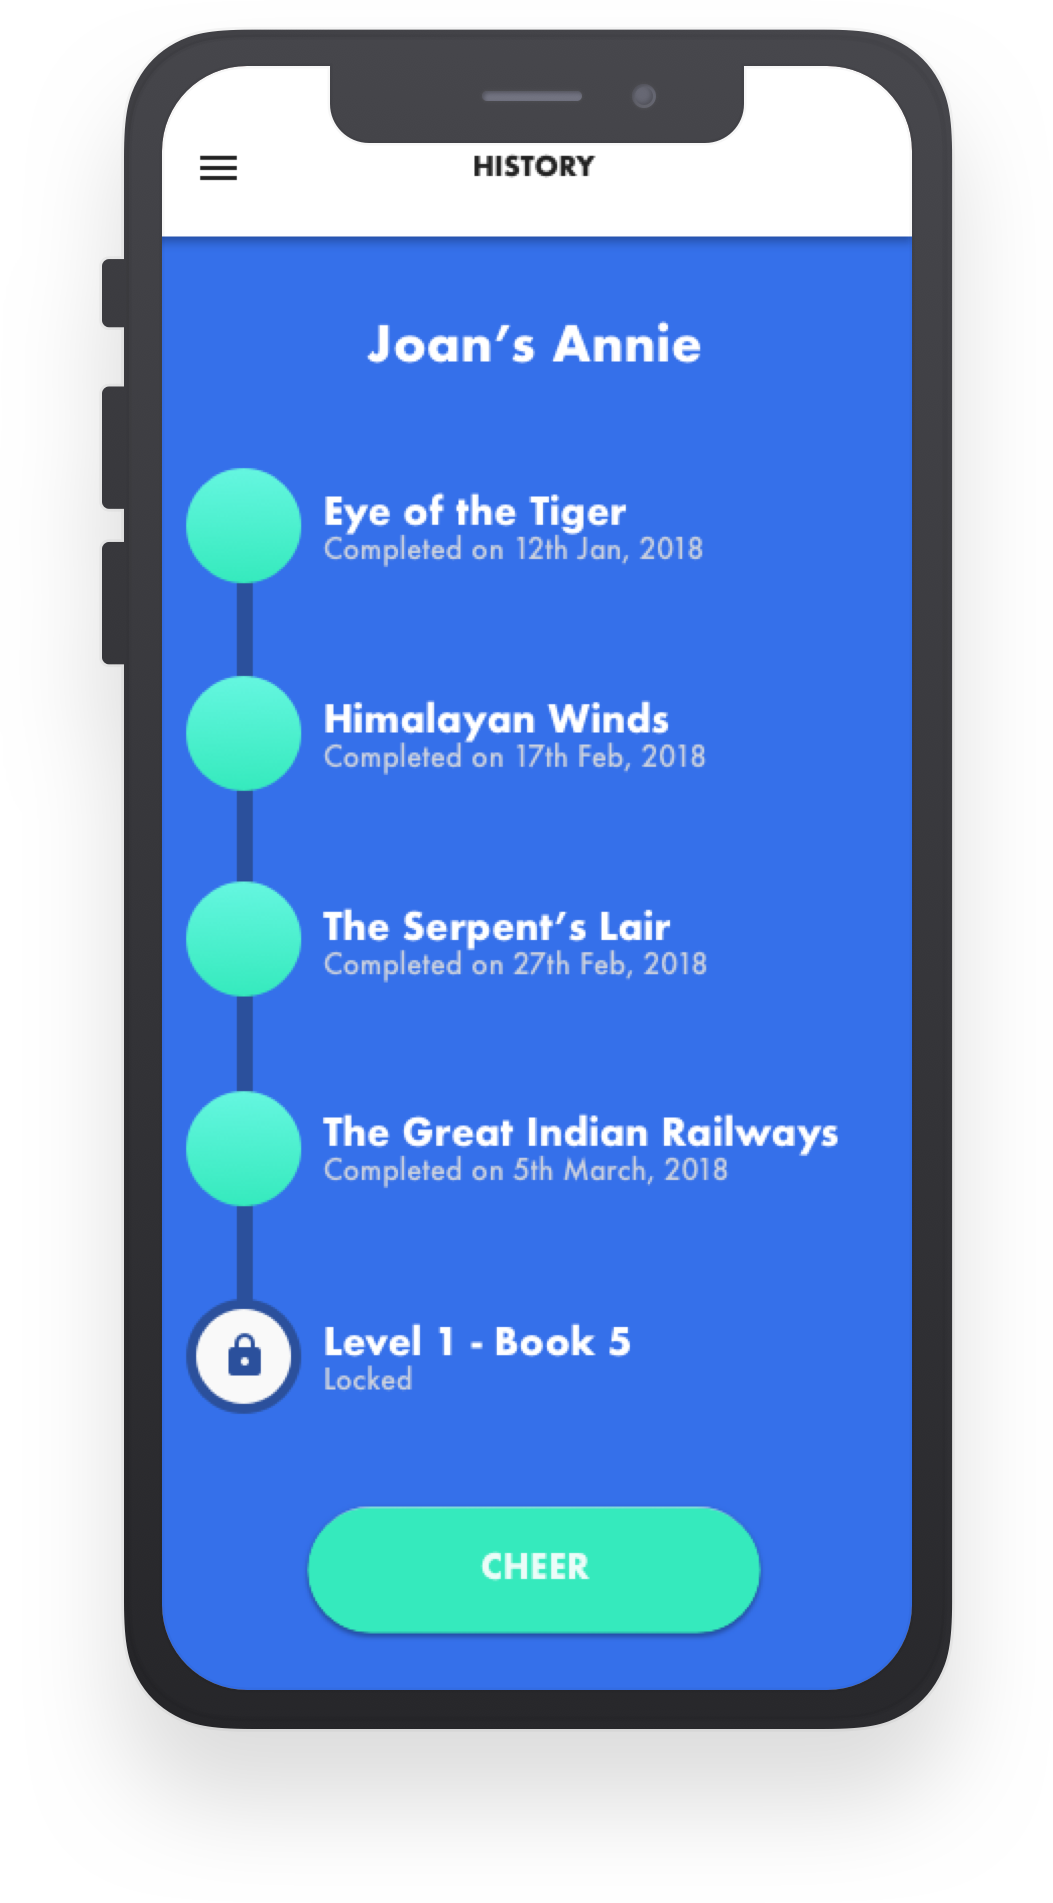 HISTORY
Joan’s Annie
Eye of the Tiger
Completed on 12th Jan, 2018
Himalayan Winds
Completed on 17th Feb, 2018
The Serpent’s Lair
Completed on 27th Feb, 2018
The Great Indian Railways
Completed on 5th March, 2018
Level 1 - Book 5
Locked
CHEER